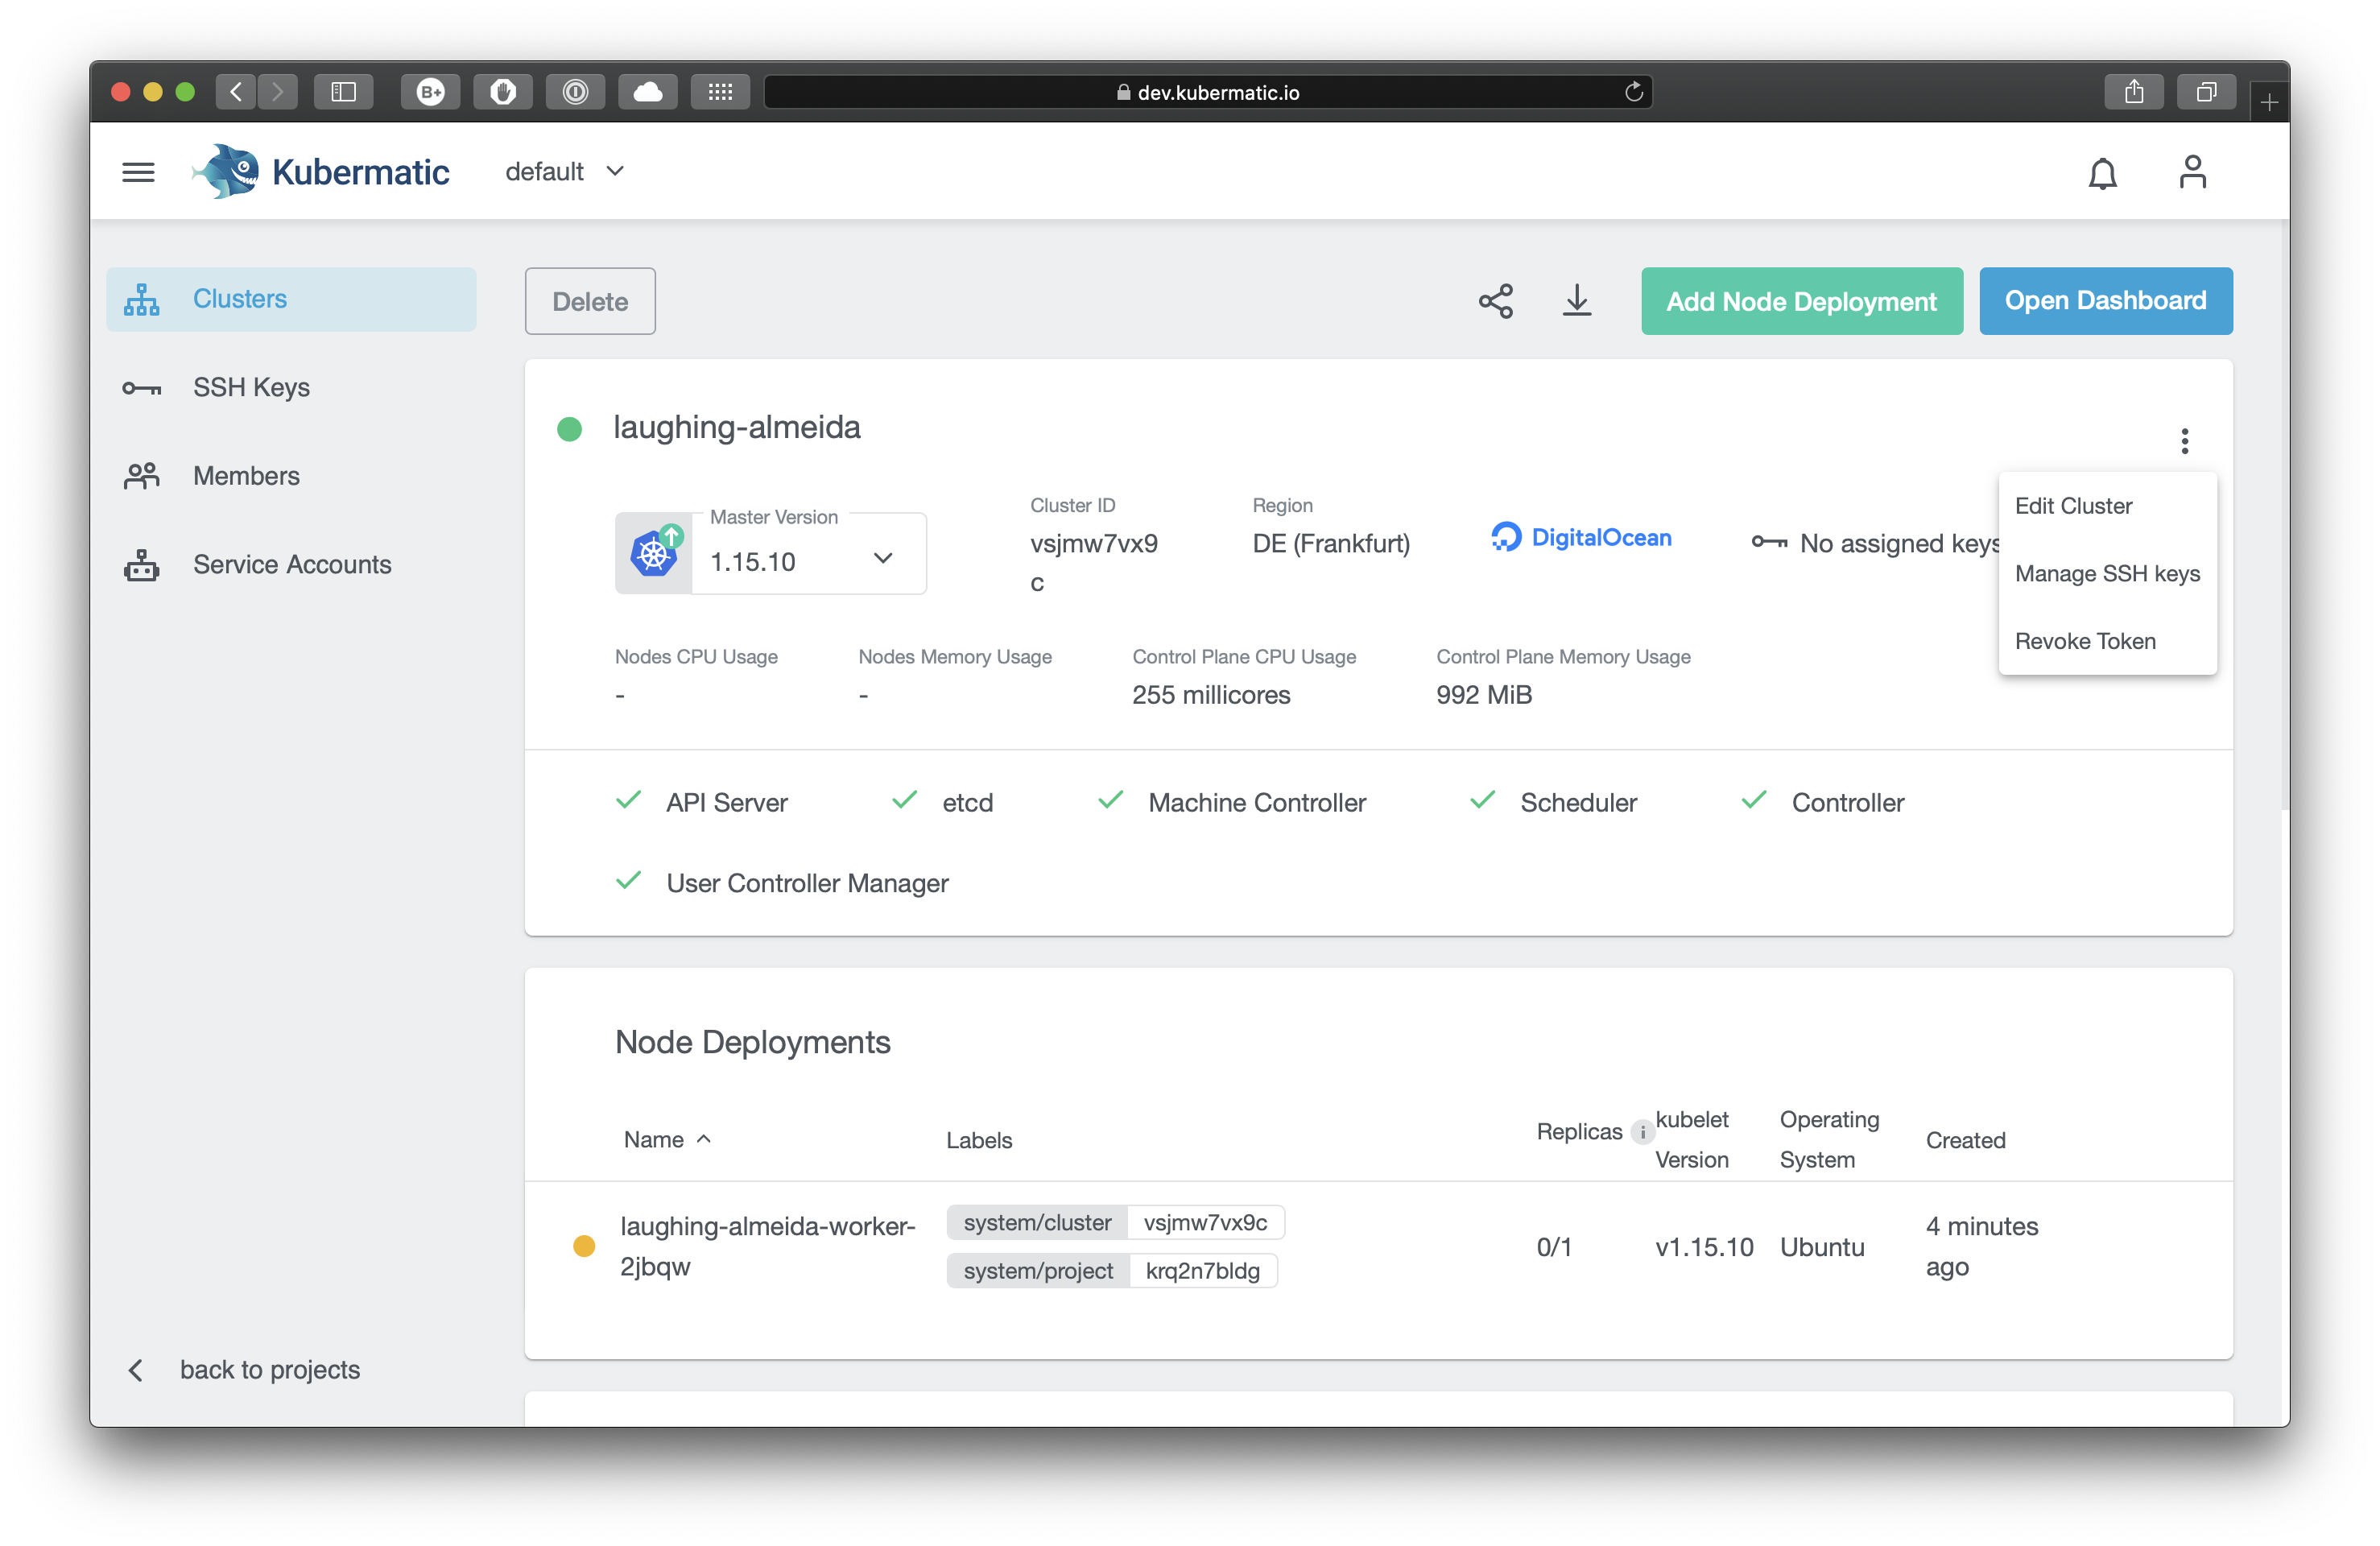 B+
dev.kubermatic.io
Kubermatic
default
Clusters
SSH Keys
Members
Service Accounts
back to projects
Delete
Add Node Deployment
Open Dashboard
laughing-almeida
Master Version
1.15.10
Cluster ID
vsjmw7vx9
c
Region
DE (Frankfurt)
DigitalOcean
No assigned keys
Edit Cluster
Manage SSH keys
Revoke Token
Nodes CPU Usage
-
Nodes Memory Usage
-
Control Plane CPU Usage
255 millicores
Control Plane Memory Usage
992 MiB
API Server
etcd
Machine Controller
Scheduler
Controller
User Controller Manager
Node Deployments
Name
Labels
Replicas i
kubelet
Version
Operating
System
Created
laughing-almeida-worker-
2jbqw
system/cluster vsjmw7vx9c
system/project krq2n7bldg
0/1
v1.15.10
Ubuntu
4 minutes
ago